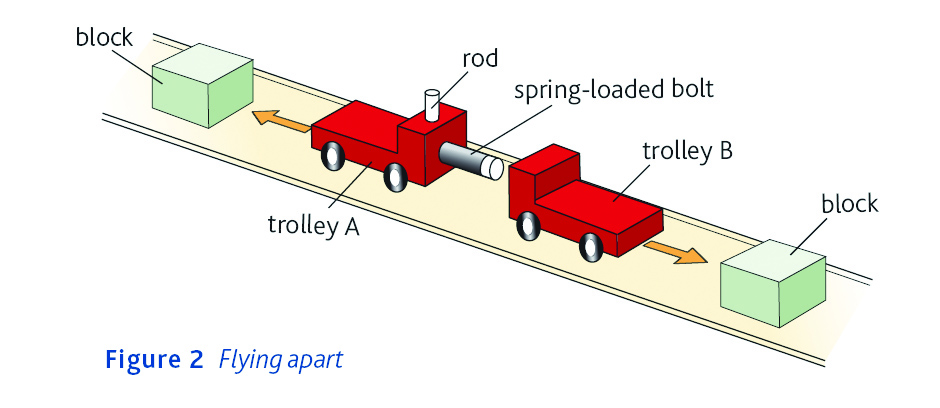 block
rod
spring-loaded bolt
trolley B
block
trolley A
Figure 2 Flying apart